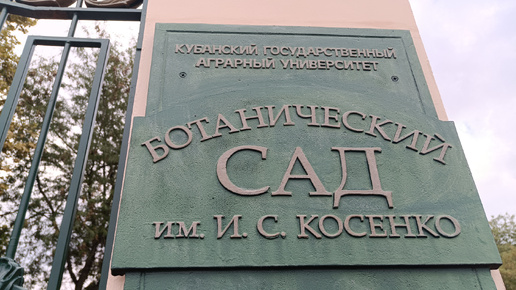 КУБАНСКИЙ ГОСУДАРСТВЕННЫЙ
АГРАРНЫЙ УНИВЕРСИТЕТ
БОТАНИЧЕСКИЙ
САД
ИМ. И. С. КОСЕНКО